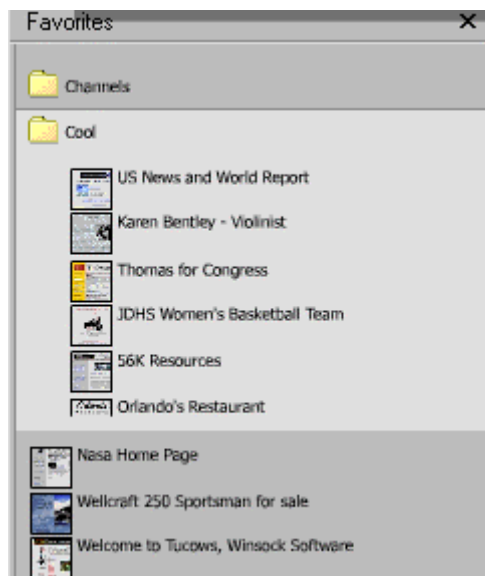 Favorites
Channels
Cool
US News and World Report
Karen Bentley - Violinist
Thomas for Congress
JDHS Women's Basketball Team
56K Resources
Orlando's Restaurant
Nasa Home Page
Wellcraft 250 Sportsman for sale
Welcome to Tucows, Winsock Software